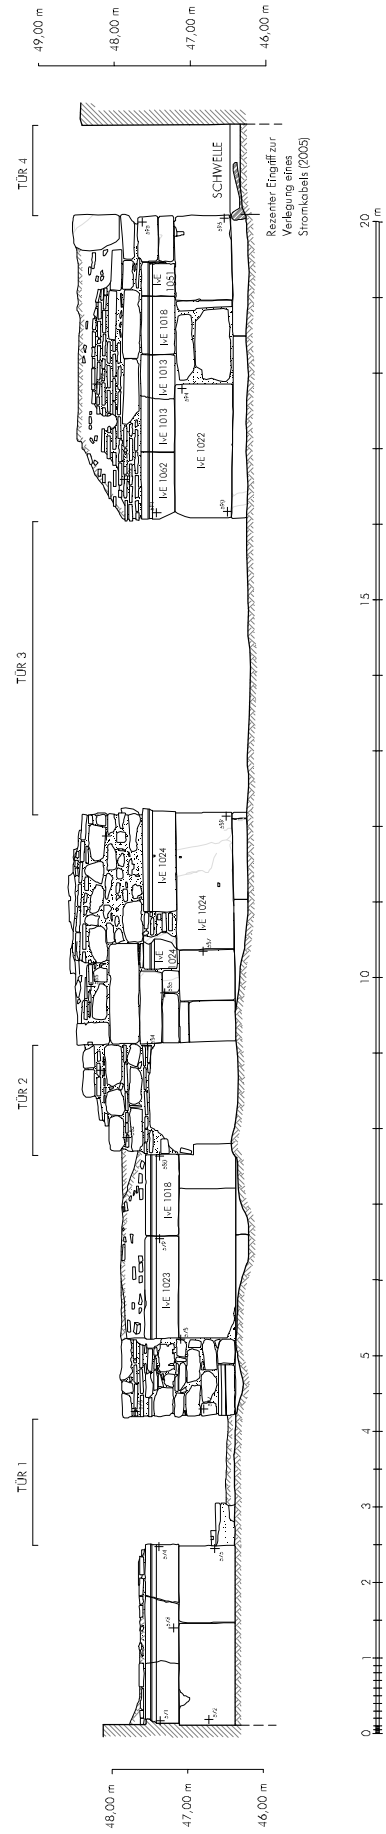 49,00 m
48,00 m
47,00 m
46,00 m
TÜR 4
SCHWELLE
Rezenter Eingriff zur
Verlegung eines
Stromkabels (2005)
IvE
1051
IvE 1018
IvE 1013
IvE 1013
IvE 1062
IvE 1022
TÜR 3
IvE 1024
IvE 1024
IvE
1024
TÜR 2
IvE 1018
IvE 1023
TÜR 1
48,00 m
47,00 m
46,00 m
0
1
2
3
4
5
10
15
20
m